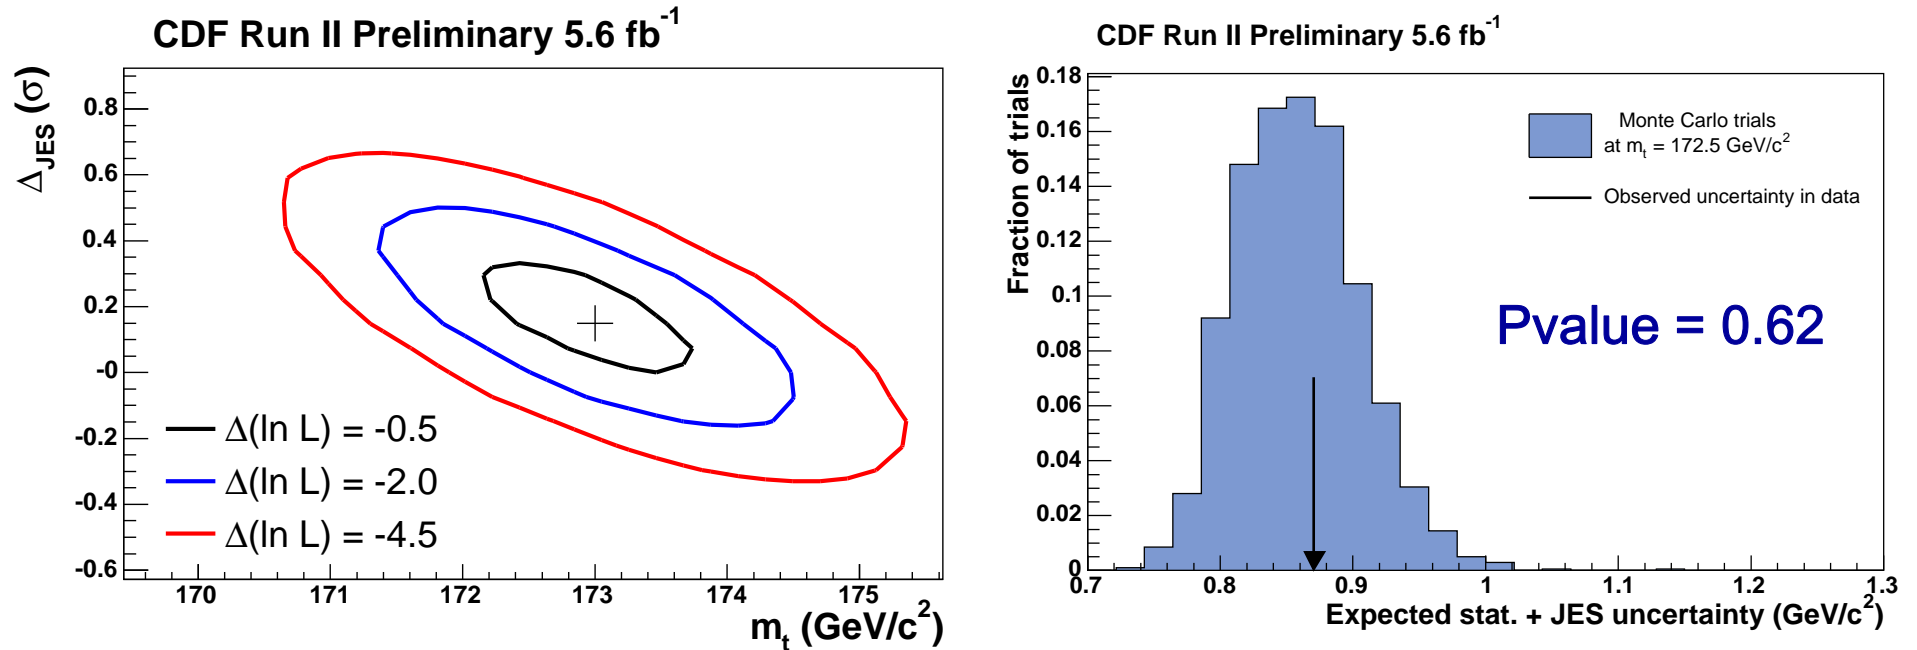 CDF Run II Preliminary 5.6 fb⁻¹
Δ_JES (σ)
0.8
0.6
0.4
0.2
-0
-0.2
-0.4
-0.6
Δ(ln L) = -0.5
Δ(ln L) = -2.0
Δ(ln L) = -4.5
170 171 172 173 174 175
m_t (GeV/c²)
CDF Run II Preliminary 5.6 fb⁻¹
Fraction of trials
0.18
0.16
0.14
0.12
0.1
0.08
0.06
0.04
0.02
0
Monte Carlo trials
at m_t = 172.5 GeV/c²
Observed uncertainty in data
Pvalue = 0.62
0.7 0.8 0.9 1 1.1 1.2 1.3
Expected stat. + JES uncertainty (GeV/c²)